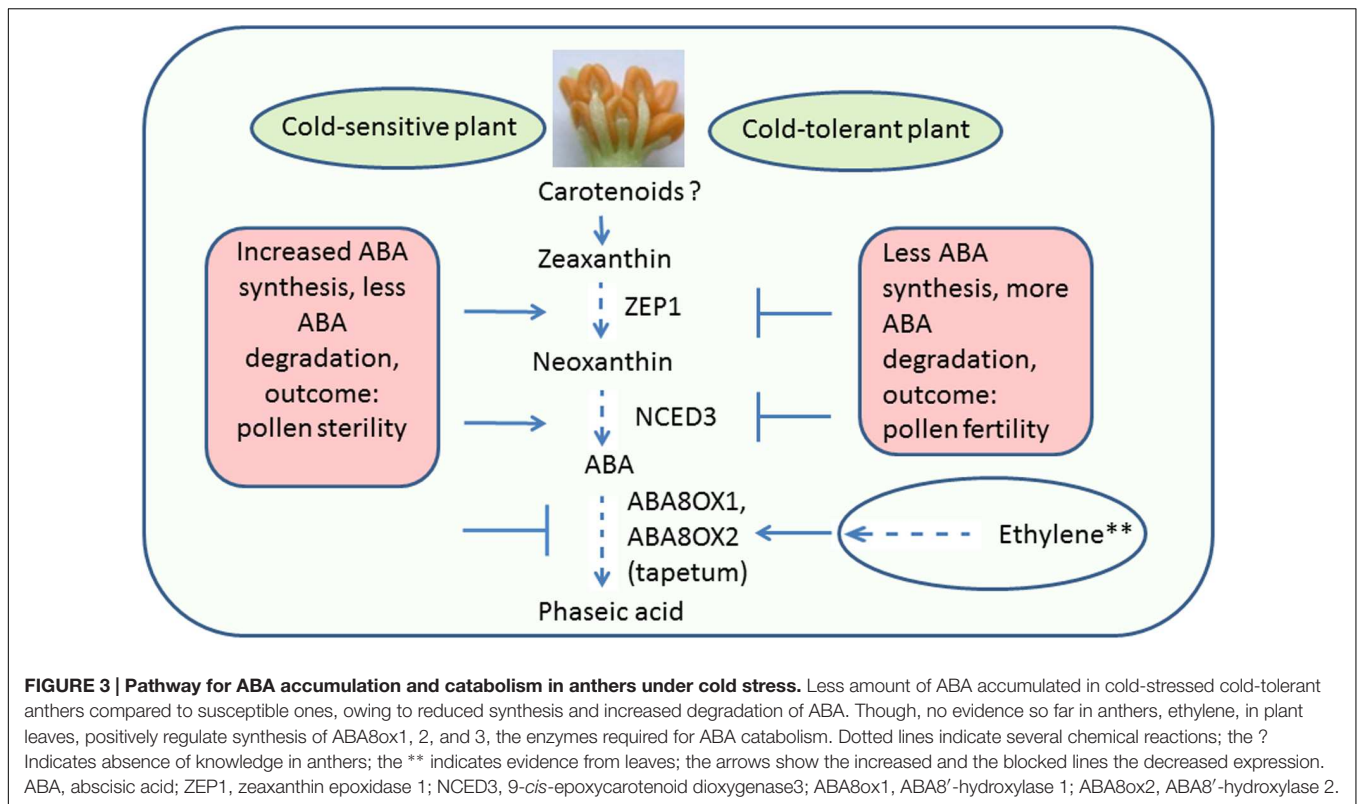 Cold-sensitive plant
Cold-tolerant plant
Carotenoids ?
Increased ABA
synthesis, less
ABA
degradation,
outcome:
pollen sterility
Zeaxanthin
ZEP1
Neoxanthin
NCED3
ABA
ABA8OX1,
ABA8OX2
(tapetum)
Phaseic acid
Less ABA
synthesis, more
ABA
degradation,
outcome:
pollen fertility
Ethylene**
FIGURE 3 | Pathway for ABA accumulation and catabolism in anthers under cold stress. Less amount of ABA accumulated in cold-stressed cold-tolerant
anthers compared to susceptible ones, owing to reduced synthesis and increased degradation of ABA. Though, no evidence so far in anthers, ethylene, in plant
leaves, positively regulate synthesis of ABA8ox1, 2, and 3, the enzymes required for ABA catabolism. Dotted lines indicate several chemical reactions; the ?
Indicates absence of knowledge in anthers; the ** indicates evidence from leaves; the arrows show the increased and the blocked lines the decreased expression.
ABA, abscisic acid; ZEP1, zeaxanthin epoxidase 1; NCED3, 9-cis-epoxycarotenoid dioxygenase3; ABA8ox1, ABA8′-hydroxylase 1; ABA8ox2, ABA8′-hydroxylase 2.